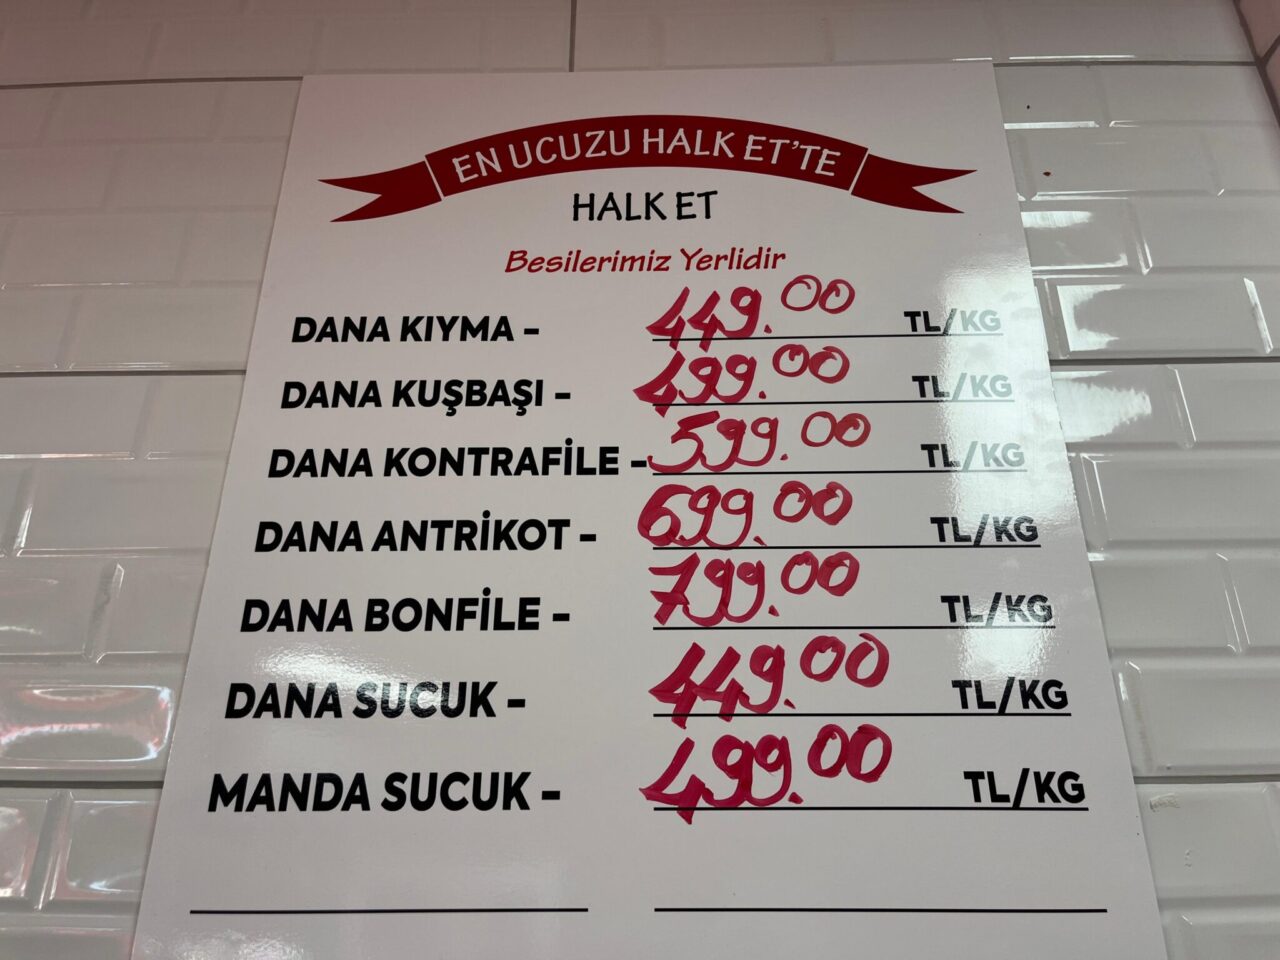 EN UCUZU HALK ET'TE
HALK ET
Besilerimiz Yerlidir
DANA KIYMA - 449.00 TL/KG
DANA KUŞBAŞI - 499.00 TL/KG
DANA KONTRAFİLE - 599.00 TL/KG
DANA ANTRİKOT - 699.00 TL/KG
DANA BONFİLE - 799.00 TL/KG
DANA SUCUK - 449.00 TL/KG
MANDA SUCUK - 499.00 TL/KG